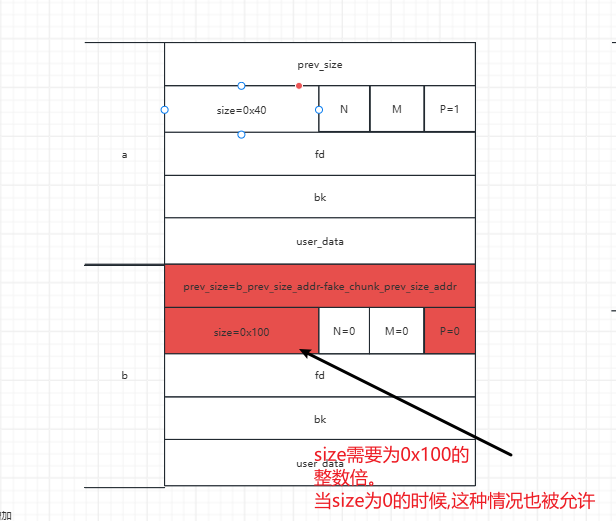 prev_size
size=0x40
N
M
P=1
a
fd
bk
user_data
prev_size=b_prev_size_addr-fake_chunk_prev_size_addr
size=0x100
N=0
M=0
P=0
b
fd
bk
user_data
size需要为0x100的
整数倍。
当size为0的时候,这种情况也被允许
加